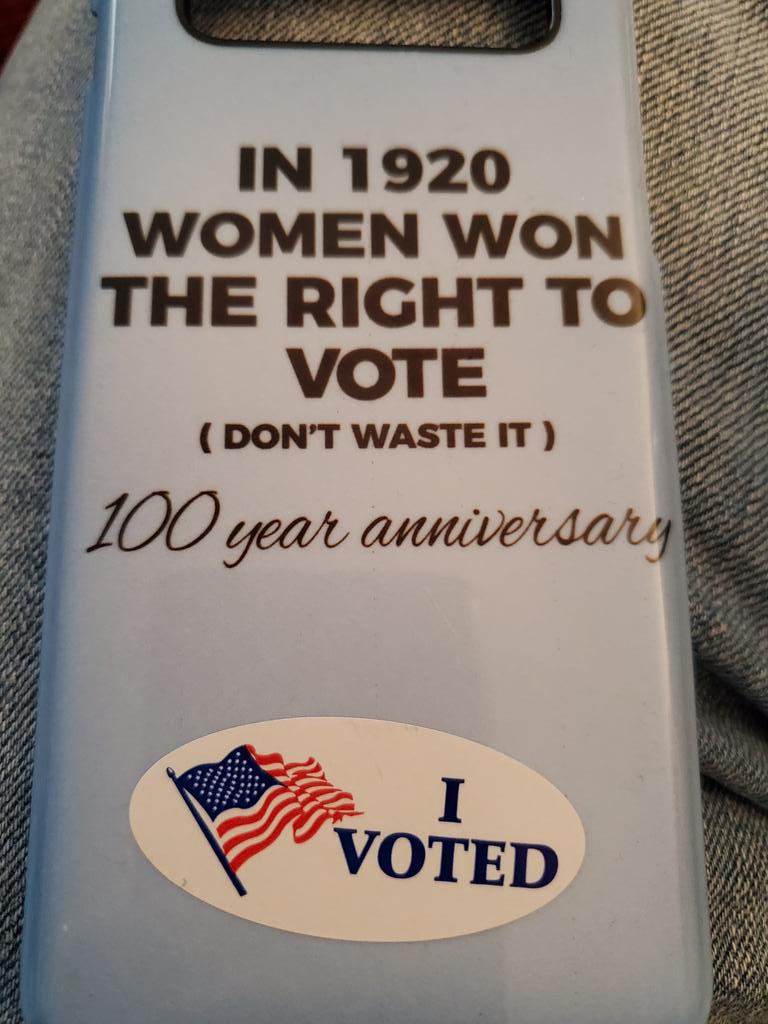 IN 1920
WOMEN WON
THE RIGHT TO
VOTE
( DON'T WASTE IT )
100 year anniversary
I
VOTED